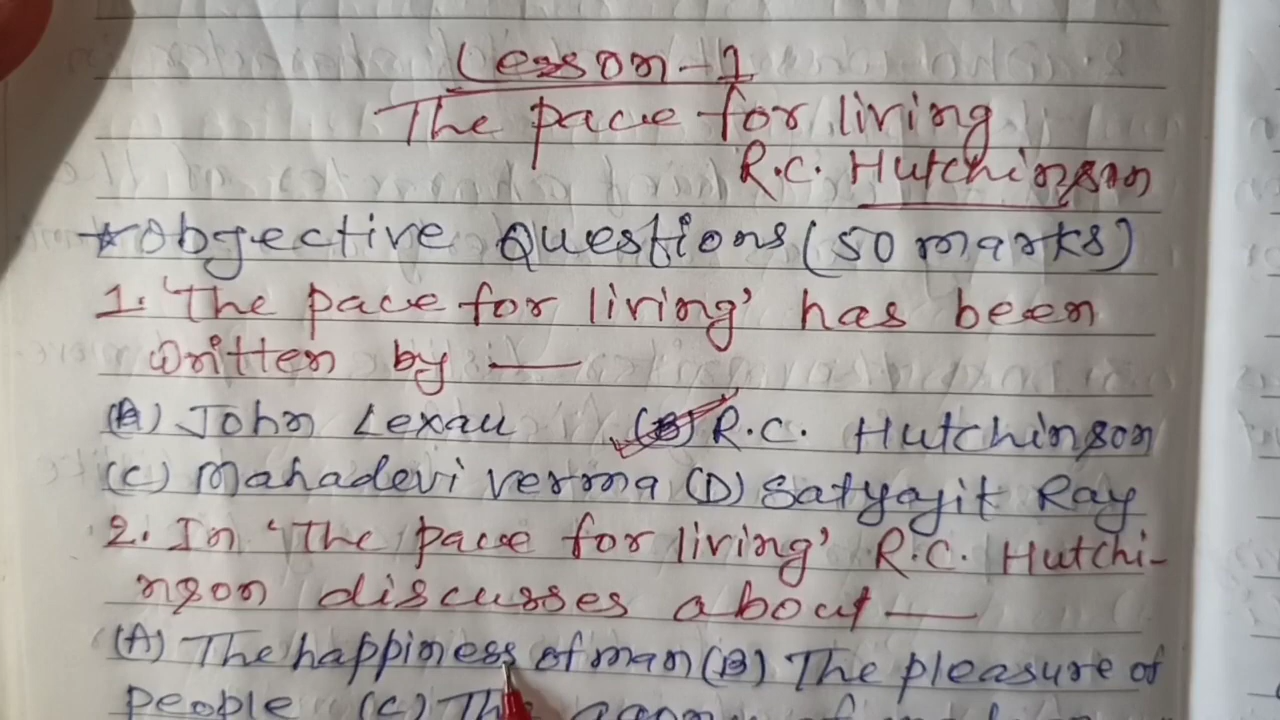 Lesson-1
The pace for living
R.C. Hutchinson
★Objective Questions (50 marks)
1. 'The pace for living' has been
written by —
(A) John Lexau (B) R.C. Hutchinson
(C) Mahadevi verma (D) Satyajit Ray
2. In 'The pace for living' R.C. Hutchi-
nson discusses about —
(A) The happiness of man (B) The pleasure of
people (C) The